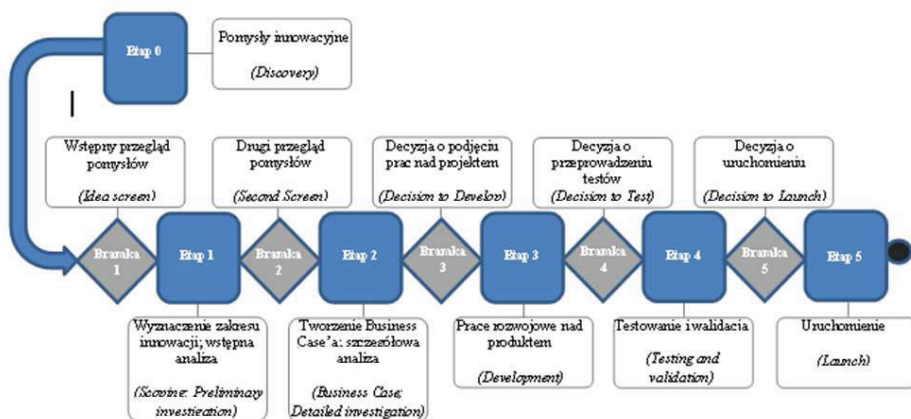 Etap 0
Pomysły innowacyjne
(Discovery)
Wstępny przegląd
pomysłów
(Idea screen)
Drugi przegląd
pomysłów
(Second Screen)
Decyzja o podjęciu
prac nad projektem
(Decision to Develop)
Decyzja o
przeprowadzeniu
testów
(Decision to Test)
Decyzja o
uruchomieniu
(Decision to Launch)
Bramka
1
Etap 1
Bramka
2
Etap 2
Bramka
3
Etap 3
Bramka
4
Etap 4
Bramka
5
Etap 5
Wyznaczenie zakresu
innowacji; wstępna
analiza
(Scoping: Preliminary
investigation)
Tworzenie Business
Case'a: szczegółowa
analiza
(Business Case;
Detailed investigation)
Prace rozwojowe nad
produktem
(Development)
Testowanie i walidacja
(Testing and
validation)
Uruchomienie
(Launch)